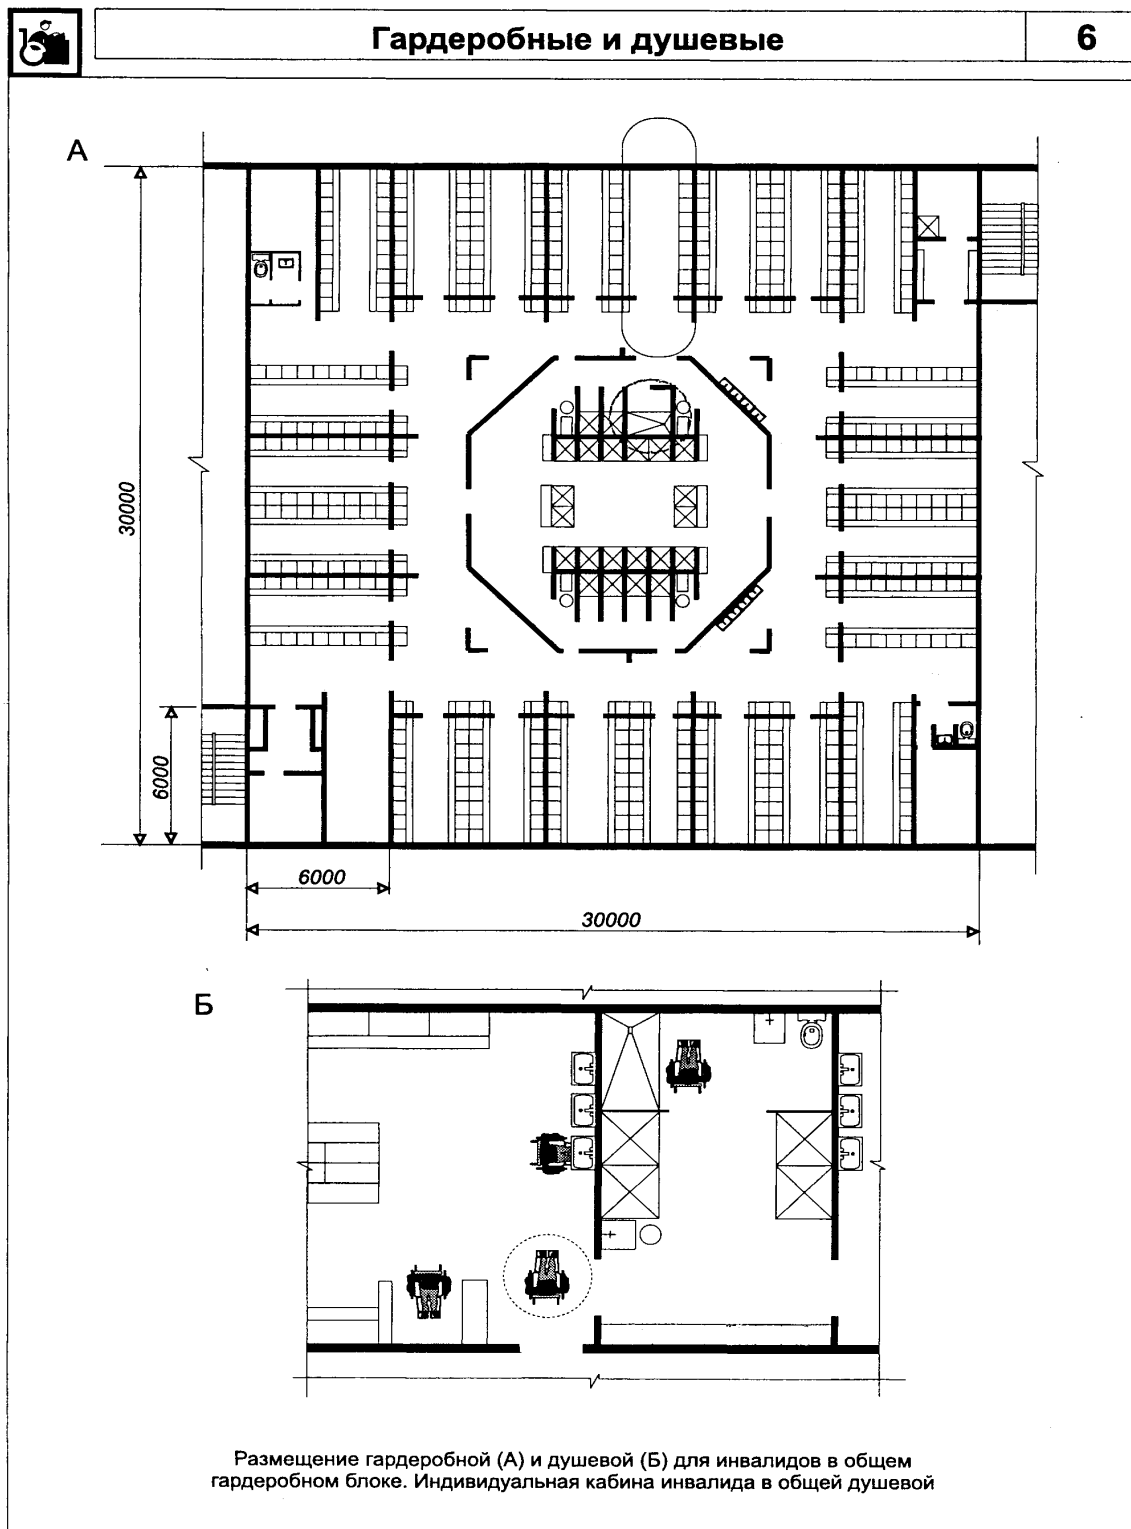 Гардеробные и душевые
6
А
30000
6000
6000
30000
Б
Размещение гардеробной (А) и душевой (Б) для инвалидов в общем
гардеробном блоке. Индивидуальная кабина инвалида в общей душевой